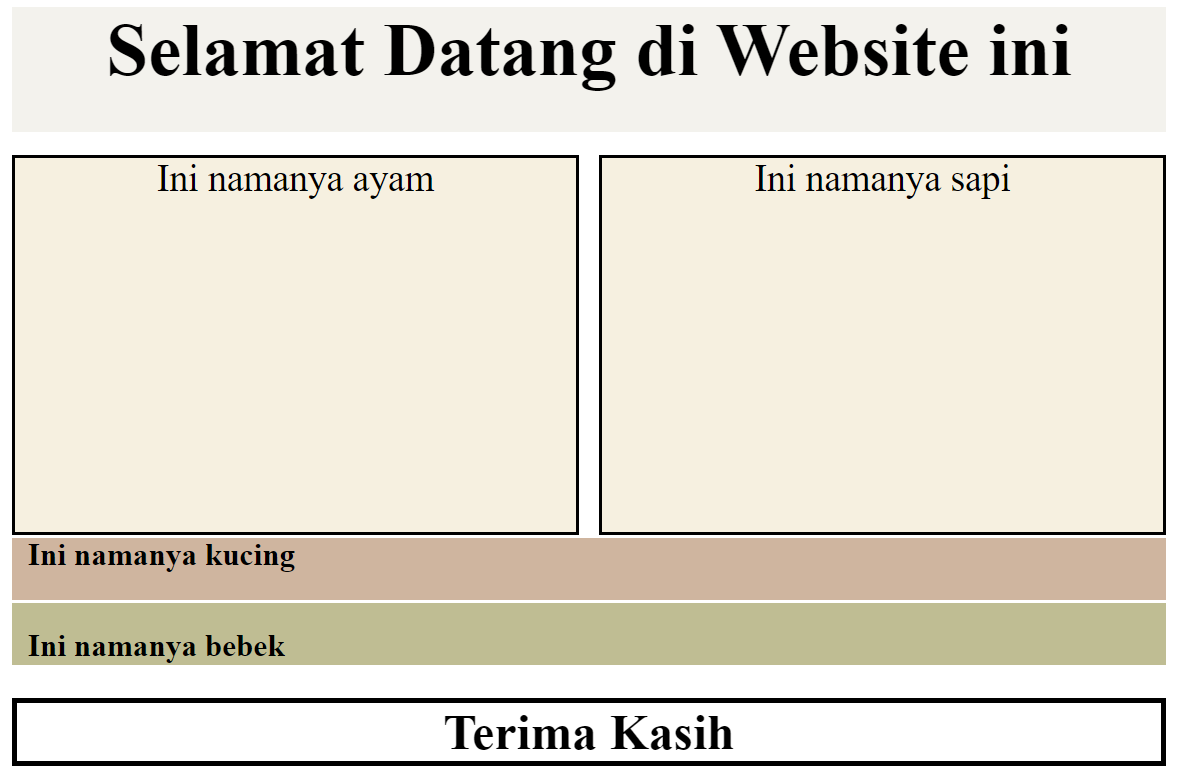 Selamat Datang di Website ini
Ini namanya ayam
Ini namanya sapi
Ini namanya kucing
Ini namanya bebek
Terima Kasih